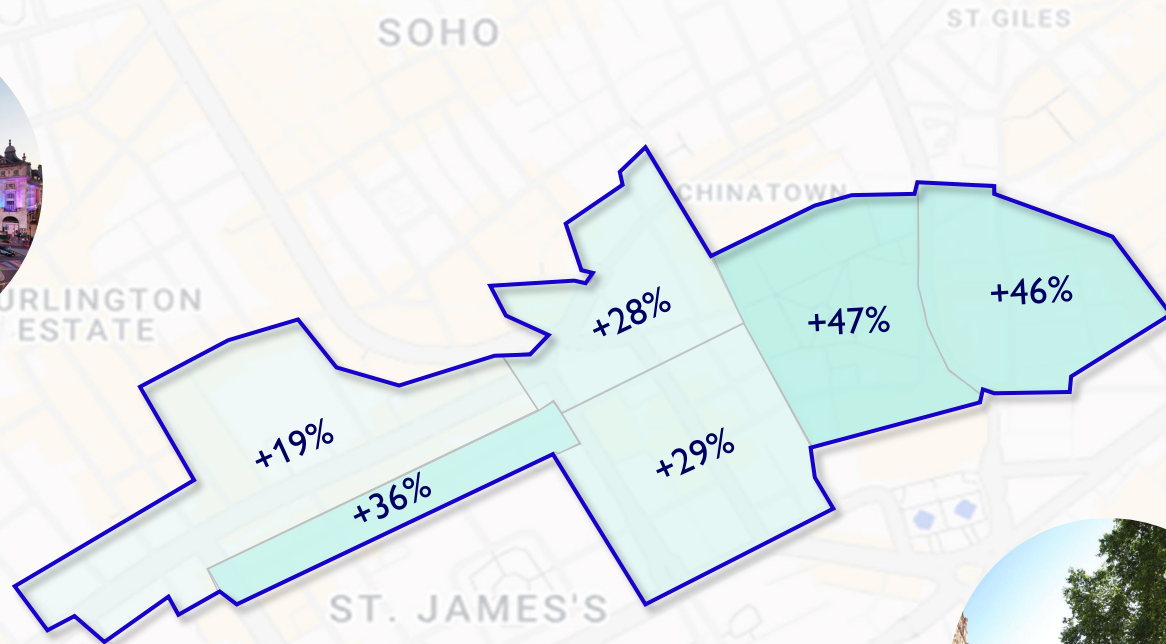 SOHO
ST GILES
CHINATOWN
URLINGTON
ESTATE
+28%
+47%
+46%
+19%
+29%
+36%
ST. JAMES'S